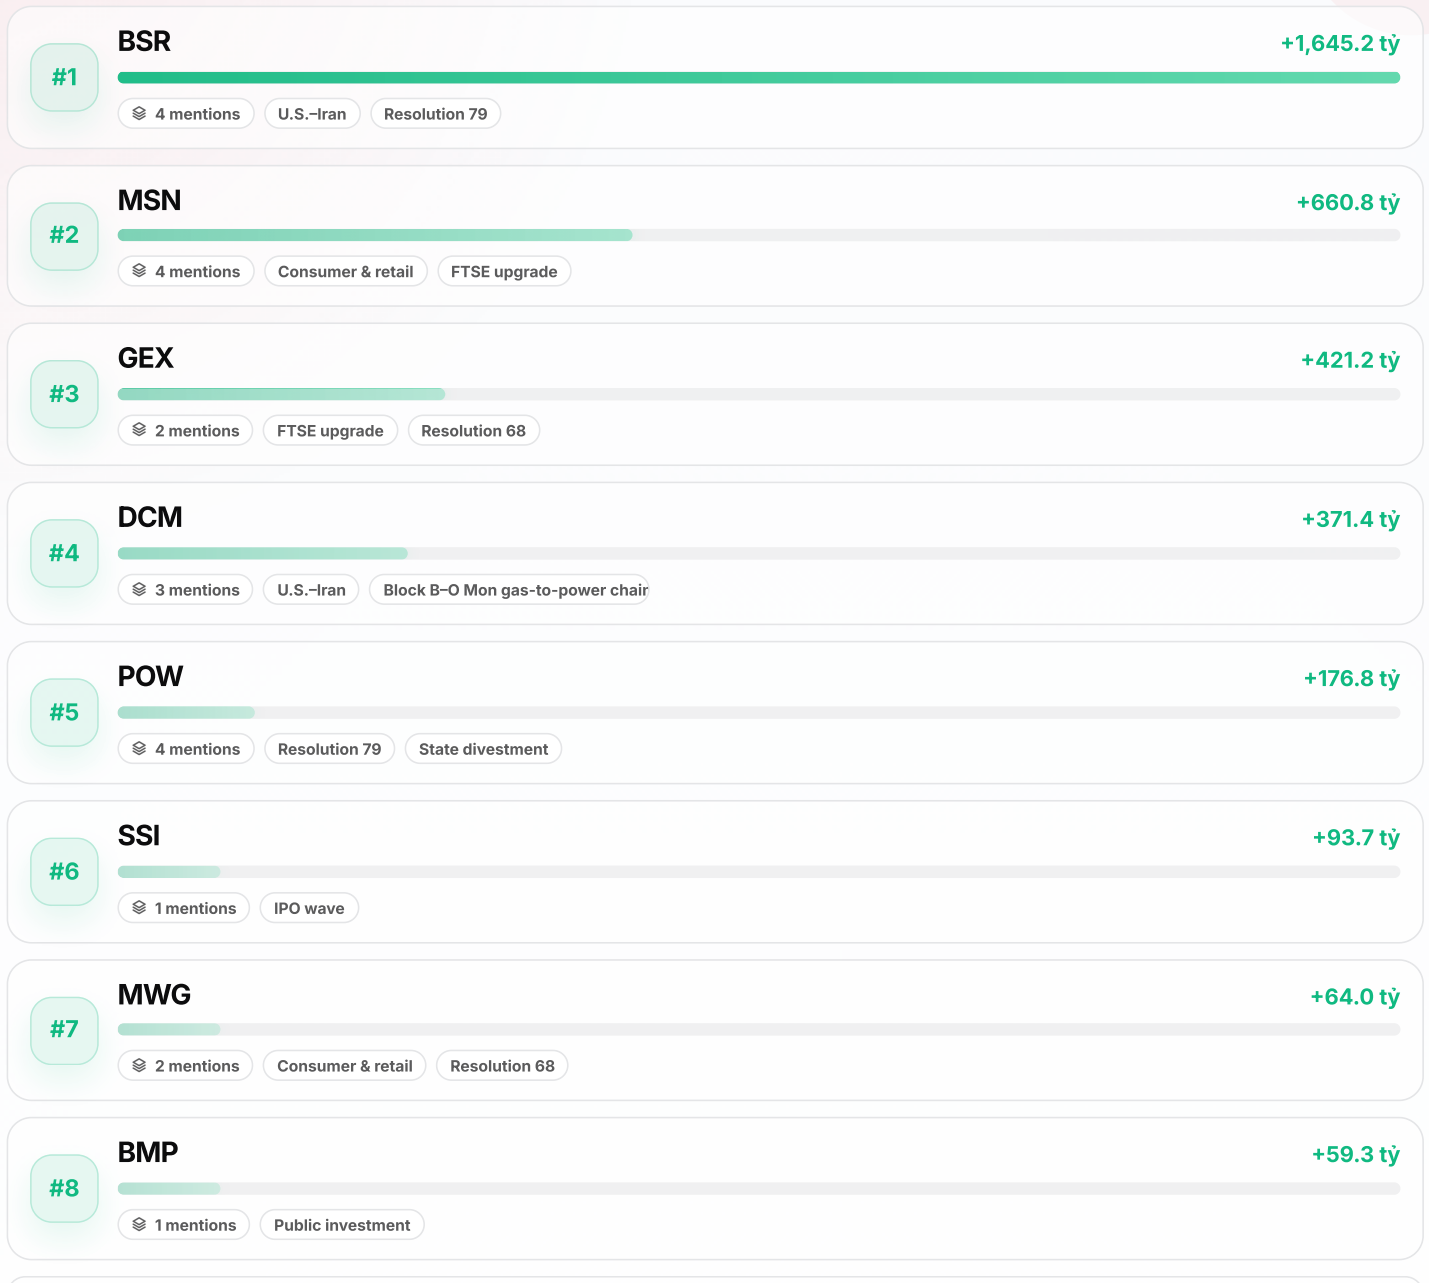 BSR
+1,645.2 tỷ
#1
4 mentions
U.S.–Iran
Resolution 79
MSN
+660.8 tỷ
#2
4 mentions
Consumer & retail
FTSE upgrade
GEX
+421.2 tỷ
#3
2 mentions
FTSE upgrade
Resolution 68
DCM
+371.4 tỷ
#4
3 mentions
U.S.–Iran
Block B–O Mon gas-to-power chain
POW
+176.8 tỷ
#5
4 mentions
Resolution 79
State divestment
SSI
+93.7 tỷ
#6
1 mentions
IPO wave
MWG
+64.0 tỷ
#7
2 mentions
Consumer & retail
Resolution 68
BMP
+59.3 tỷ
#8
1 mentions
Public investment